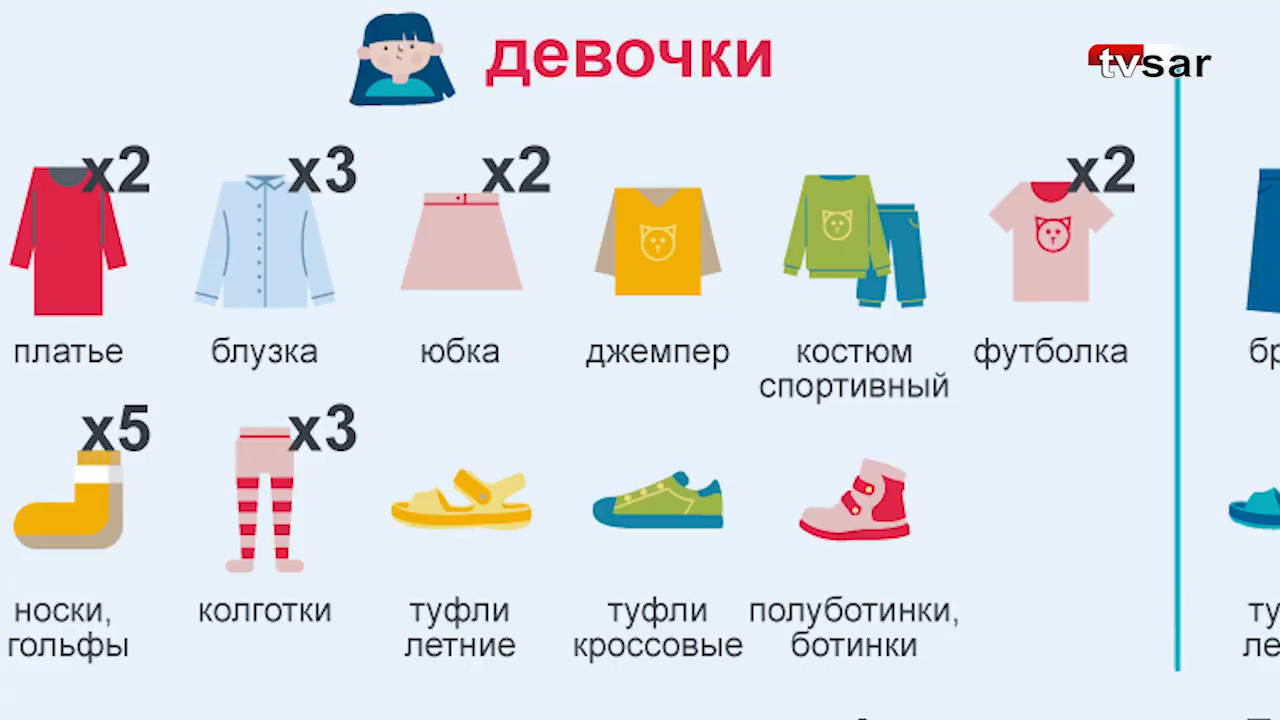 девочки
tvsar
x2
x3
x2
x2
платье
блузка
юбка
джемпер
костюм
спортивный
футболка
x5
x3
носки,
гольфы
колготки
туфли
летние
туфли
кроссовые
полуботинки,
ботинки